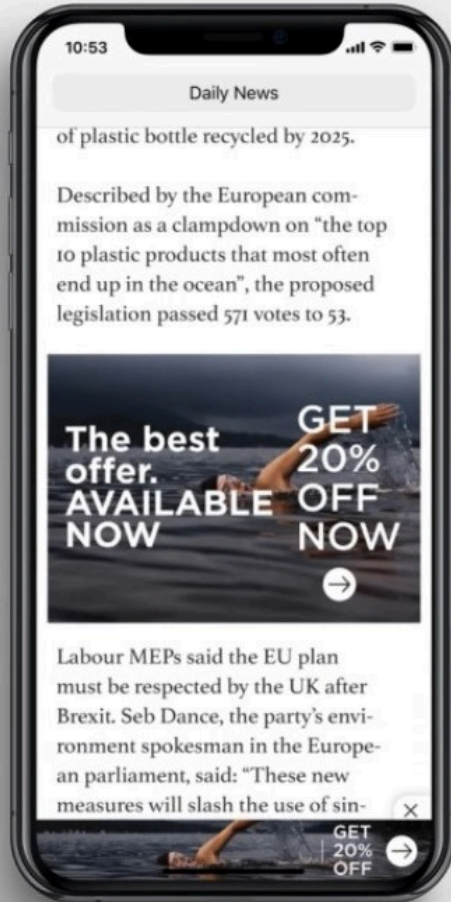 10:53
Daily News
of plastic bottle recycled by 2025.
Described by the European com-
mission as a clampdown on “the top
10 plastic products that most often
end up in the ocean”, the proposed
legislation passed 571 votes to 53.
The best
offer.
AVAILABLE
NOW
GET
20%
OFF
NOW
Labour MEPs said the EU plan
must be respected by the UK after
Brexit. Seb Dance, the party’s envi-
ronment spokesman in the Europe-
an parliament, said: “These new
measures will slash the use of sin-
GET
20%
OFF